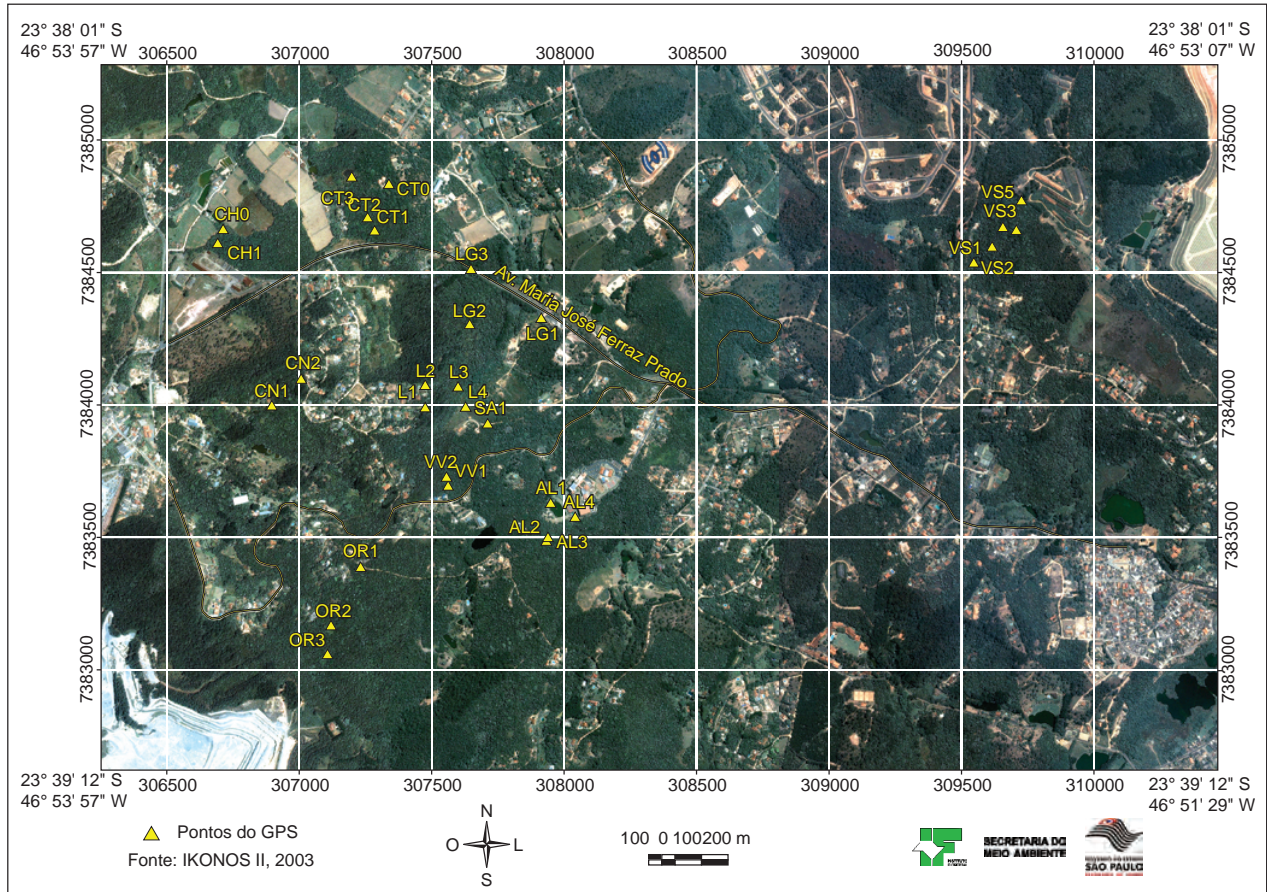 23° 38' 01" S
46° 53' 57" W
23° 38' 01" S
46° 53' 07" W
306500 307000 307500 308000 308500 309000 309500 310000
7385000
7384500
7384000
7383500
7383000
7385000
7384500
7384000
7383500
7383000
CT3
CT0
CT2
CT1
CH0
CH1
VS5
VS3
VS1
VS2
LG3
Av. Maria José Ferraz Prado
LG2
LG1
CN2
CN1
L2
L3
L1
L4
SA1
VV2
VV1
AL1
AL4
AL2
AL3
OR1
OR2
OR3
306500 307000 307500 308000 308500 309000 309500 310000
23° 39' 12" S
46° 53' 57" W
23° 39' 12" S
46° 51' 29" W
Pontos do GPS
Fonte: IKONOS II, 2003
N
O
L
S
100 0 100200 m
SECRETARIA DO
MEIO AMBIENTE
SÃO PAULO